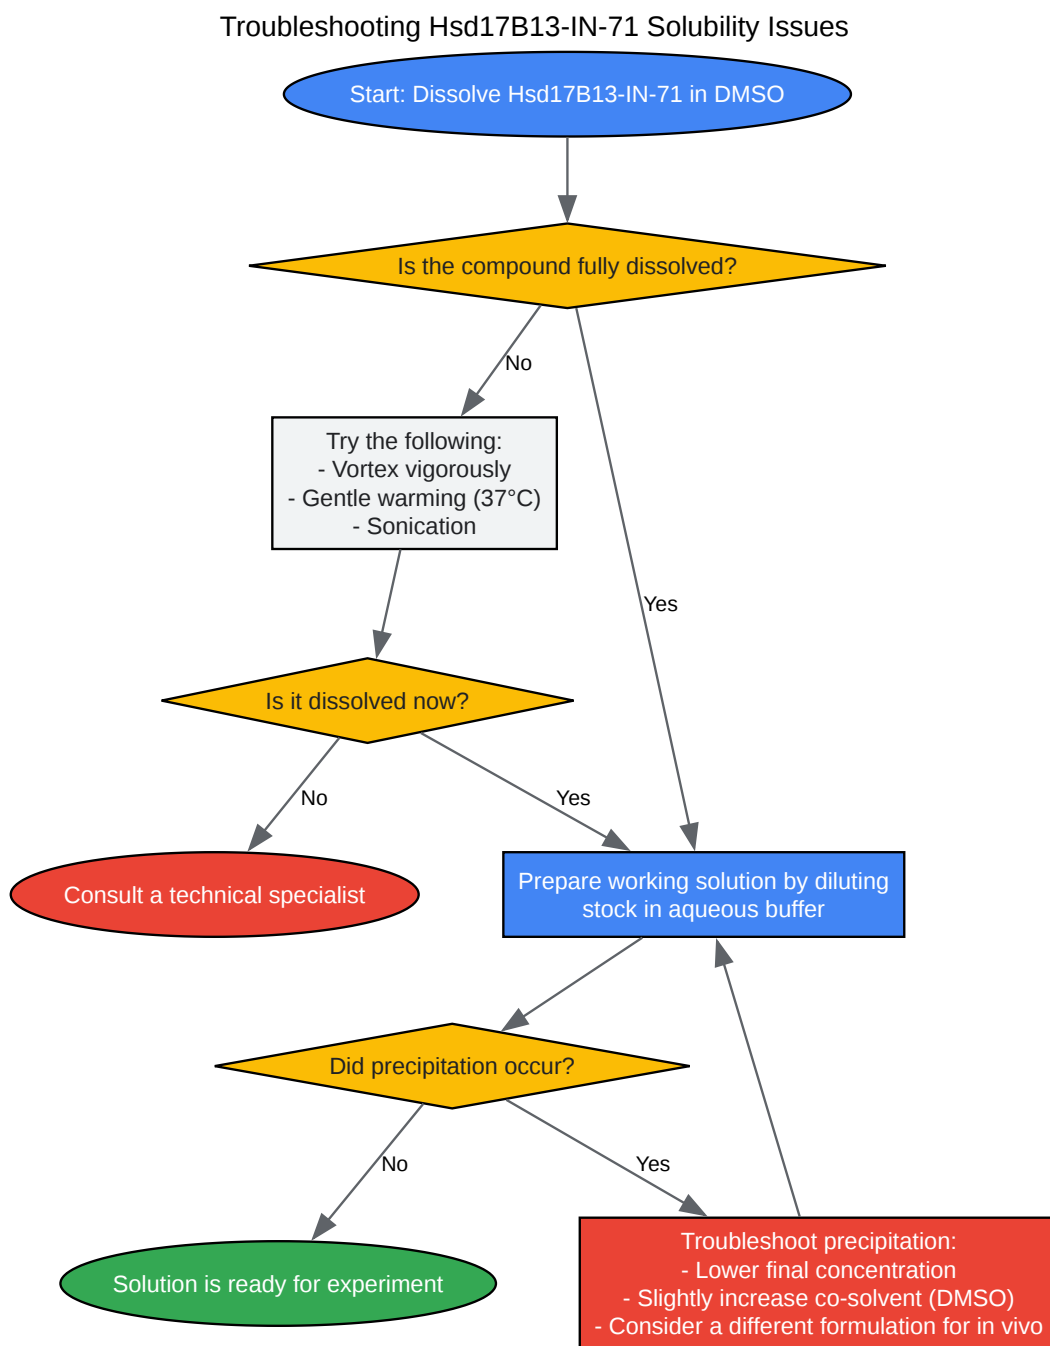 Troubleshooting Hsd17B13-IN-71 Solubility Issues
Start: Dissolve Hsd17B13-IN-71 in DMSO
Is the compound fully dissolved?
No
Try the following:
- Vortex vigorously
- Gentle warming (37°C)
- Sonication
Yes
Is it dissolved now?
No
Yes
Consult a technical specialist
Prepare working solution by diluting
stock in aqueous buffer
Did precipitation occur?
No
Yes
Solution is ready for experiment
Troubleshoot precipitation:
- Lower final concentration
- Slightly increase co-solvent (DMSO)
- Consider a different formulation for in vivo